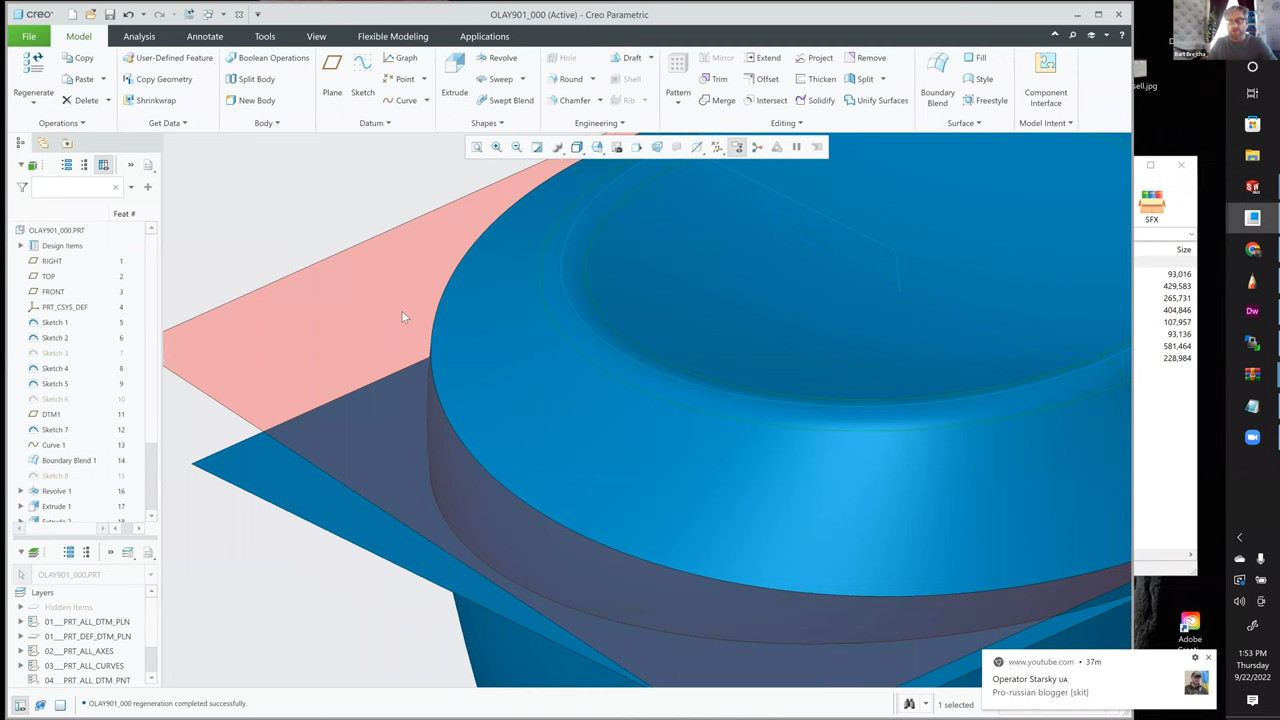 creo
OLAY901_000 (Active) - Creo Parametric
File Model Analysis Annotate Tools View Flexible Modeling Applications
Bart Brejcha
Regenerate
Copy
Paste
Delete
Operations
User-Defined Feature
Copy Geometry
Shrinkwrap
Get Data
Boolean Operations
Split Body
New Body
Body
Plane
Sketch
Graph
Point
Curve
Datum
Extrude
Revolve
Sweep
Swept Blend
Shapes
Hole
Round
Chamfer
Draft
Shell
Rib
Engineering
Pattern
Mirror
Trim
Merge
Extend
Offset
Intersect
Project
Thicken
Solidify
Remove
Split
Unify Surfaces
Editing
Boundary Blend
Fill
Style
Freestyle
Surface
Component Interface
Model Intent
sell.jpg
Feat #
OLAY901_000.PRT
Design Items
RIGHT 1
TOP 2
FRONT 3
PRT_CSYS_DEF 4
Sketch 1 5
Sketch 2 6
Sketch 3 7
Sketch 4 8
Sketch 5 9
Sketch 6 10
DTM1 11
Sketch 7 12
Curve 1 13
Boundary Blend 1 14
Sketch 8 15
Revolve 1 16
Extrude 1 17
Extrude 2 18
OLAY901_000.PRT
Layers
Hidden Items
01___PRT_ALL_DTM_PLN
01___PRT_DEF_DTM_PLN
02___PRT_ALL_AXES
03___PRT_ALL_CURVES
04___PRT_ALL_DTM_PNT
OLAY901_000 regeneration completed successfully.
1 selected
SFX
Size
93,016
429,583
265,731
404,846
107,957
93,136
581,464
228,984
Adobe
1:53 PM
Thursday
9/22/2022
www.youtube.com • 37m
Operator Starsky UA
Pro-russian blogger [skit]